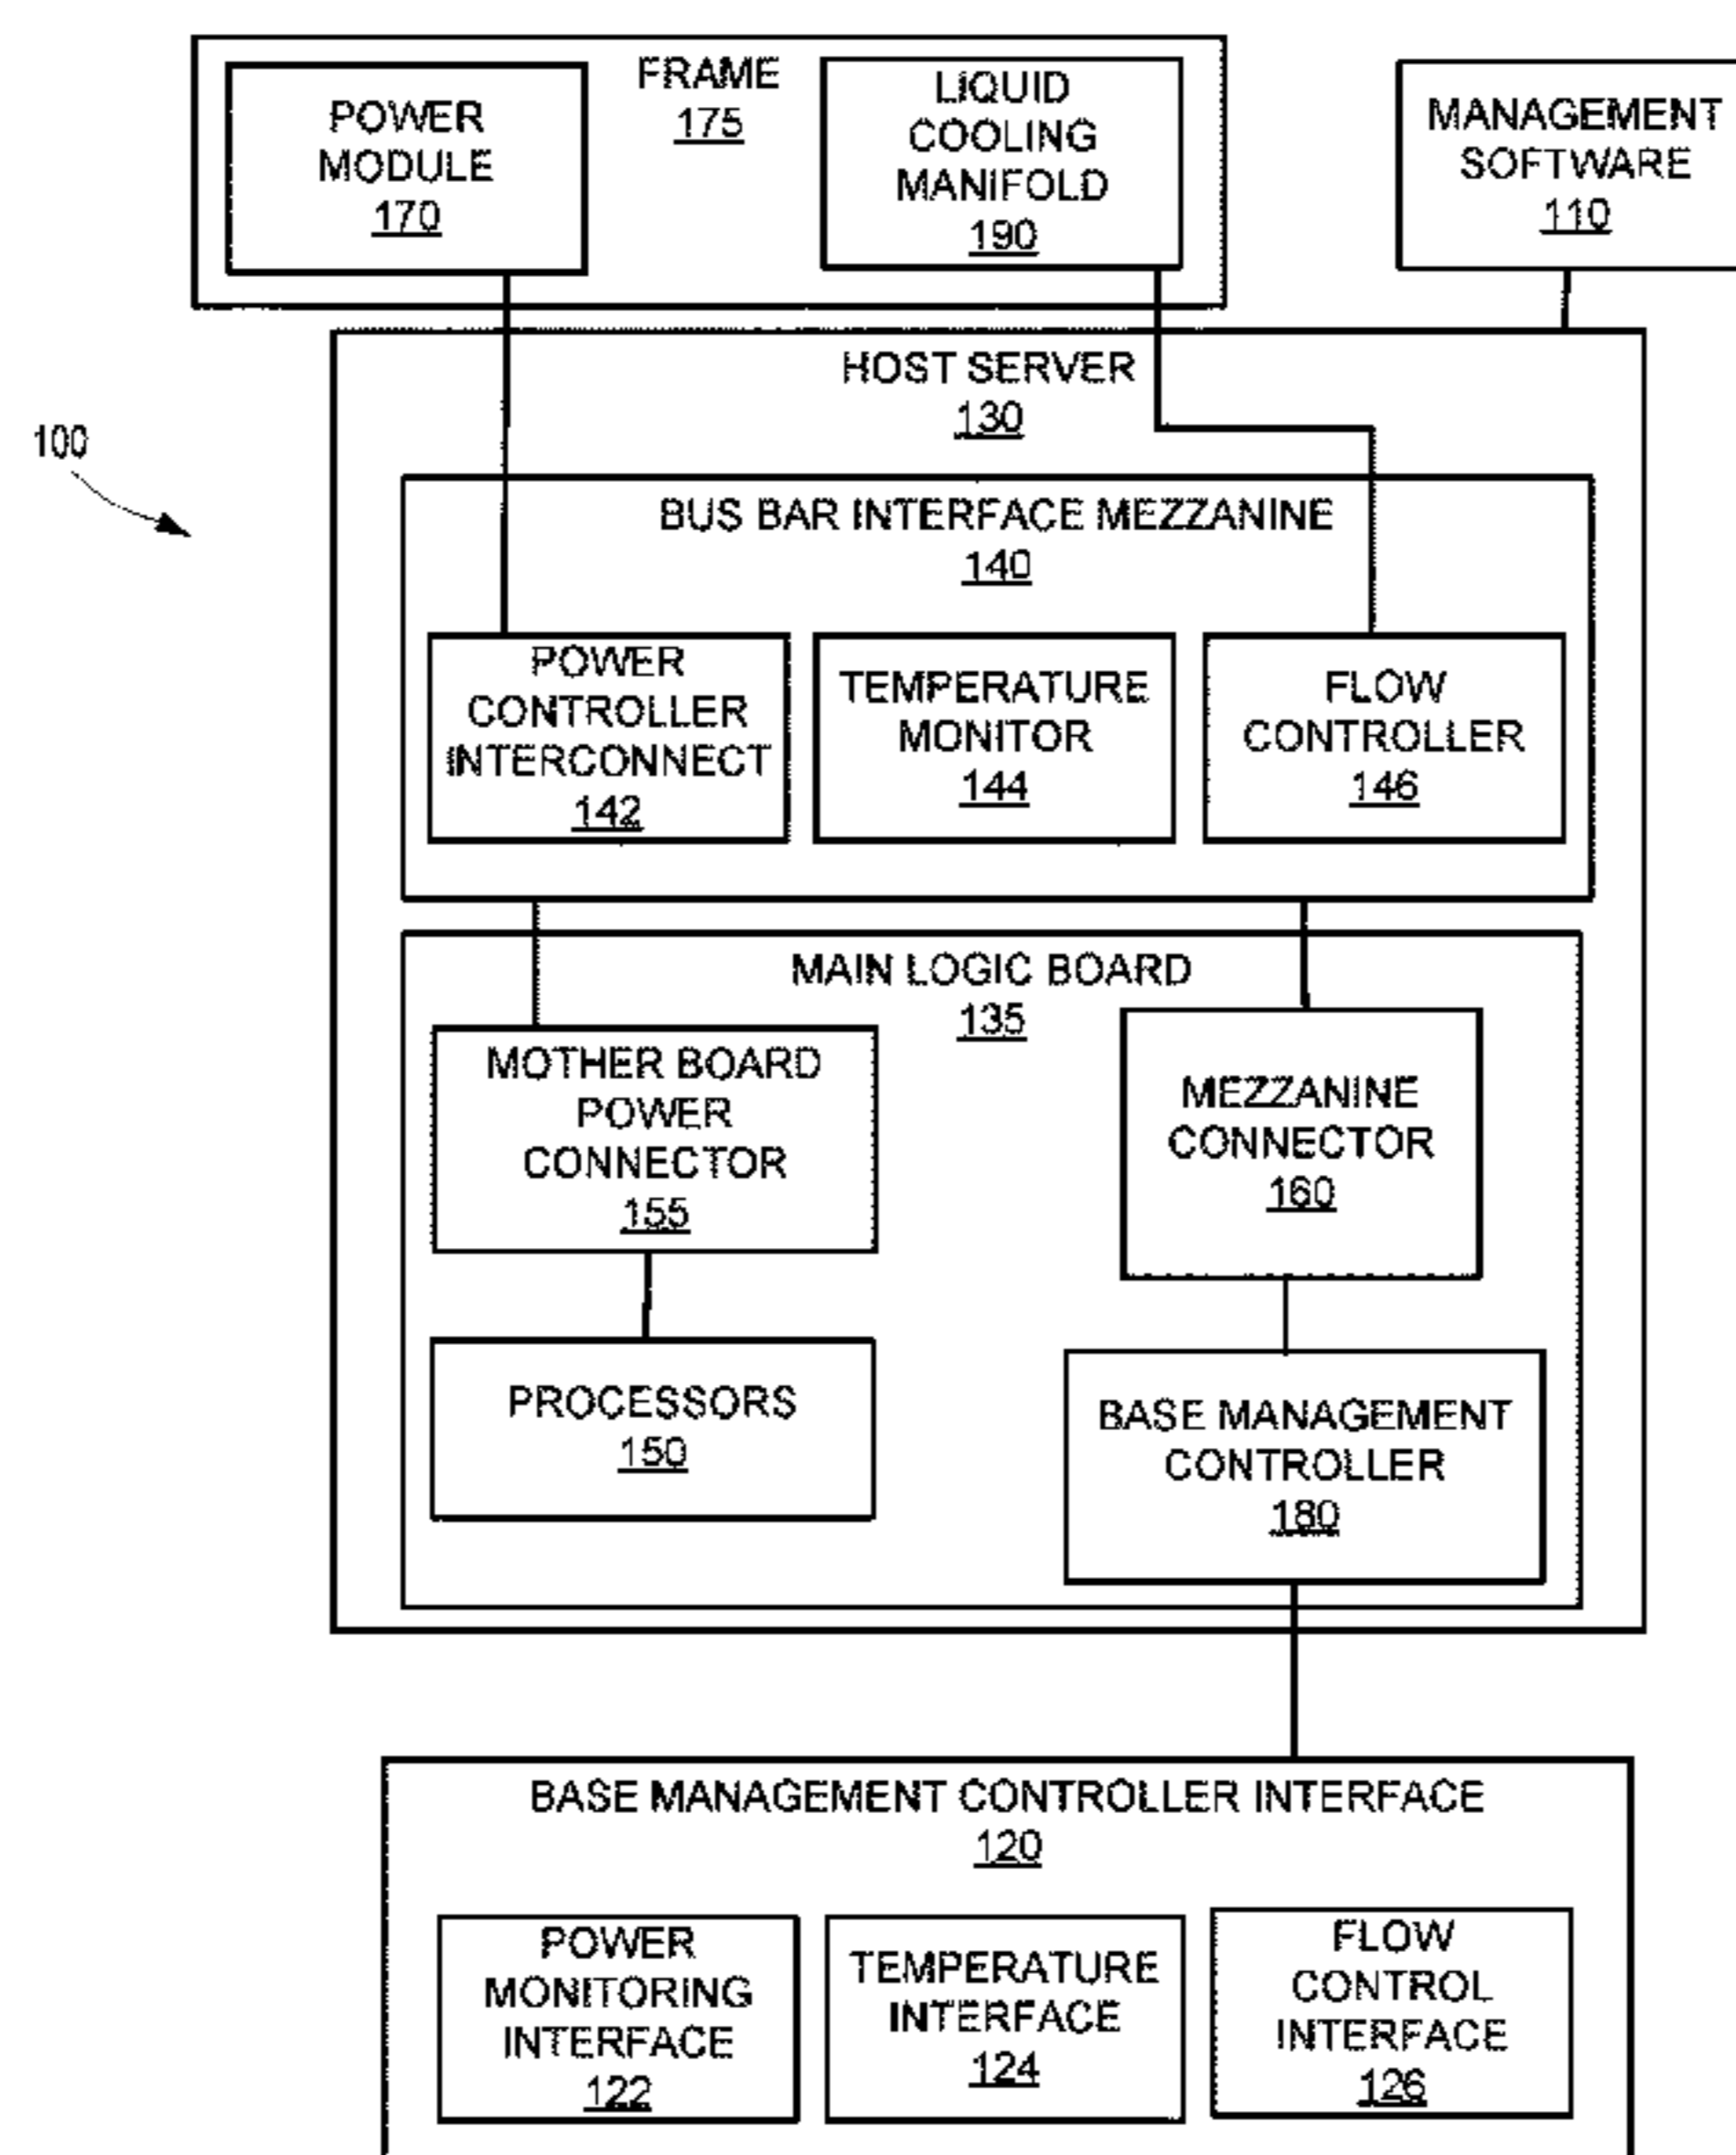 FRAME
175
POWER
MODULE
170
LIQUID
COOLING
MANIFOLD
190
MANAGEMENT
SOFTWARE
110
100
HOST SERVER
130
BUS BAR INTERFACE MEZZANINE
140
POWER
CONTROLLER
INTERCONNECT
142
TEMPERATURE
MONITOR
144
FLOW
CONTROLLER
146
MAIN LOGIC BOARD
135
MOTHER BOARD
POWER
CONNECTOR
155
MEZZANINE
CONNECTOR
160
PROCESSORS
150
BASE MANAGEMENT
CONTROLLER
180
BASE MANAGEMENT CONTROLLER INTERFACE
120
POWER
MONITORING
INTERFACE
122
TEMPERATURE
INTERFACE
124
FLOW
CONTROL
INTERFACE
126